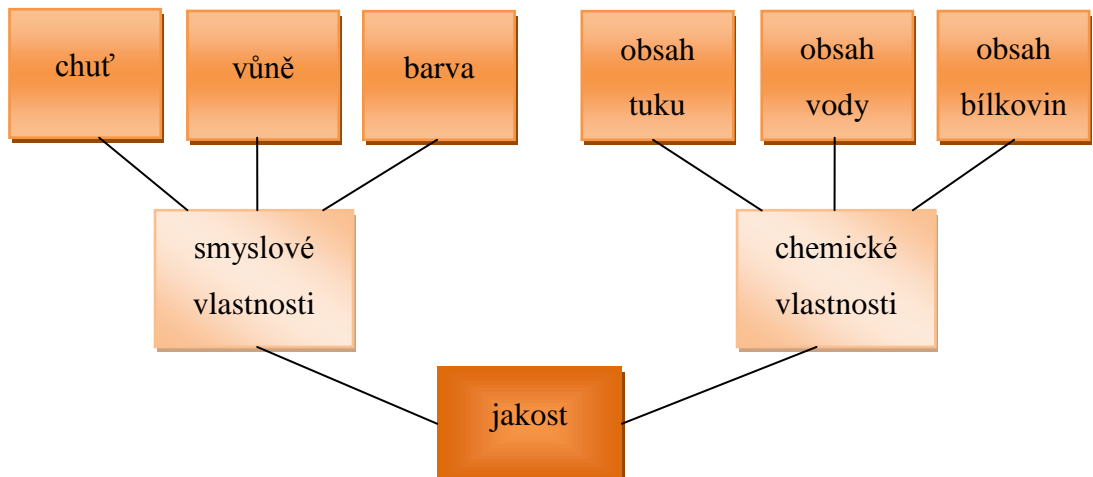 chuť
vůně
barva
obsah
tuku
obsah
vody
obsah
bílkovin
smyslové
vlastnosti
chemické
vlastnosti
jakost